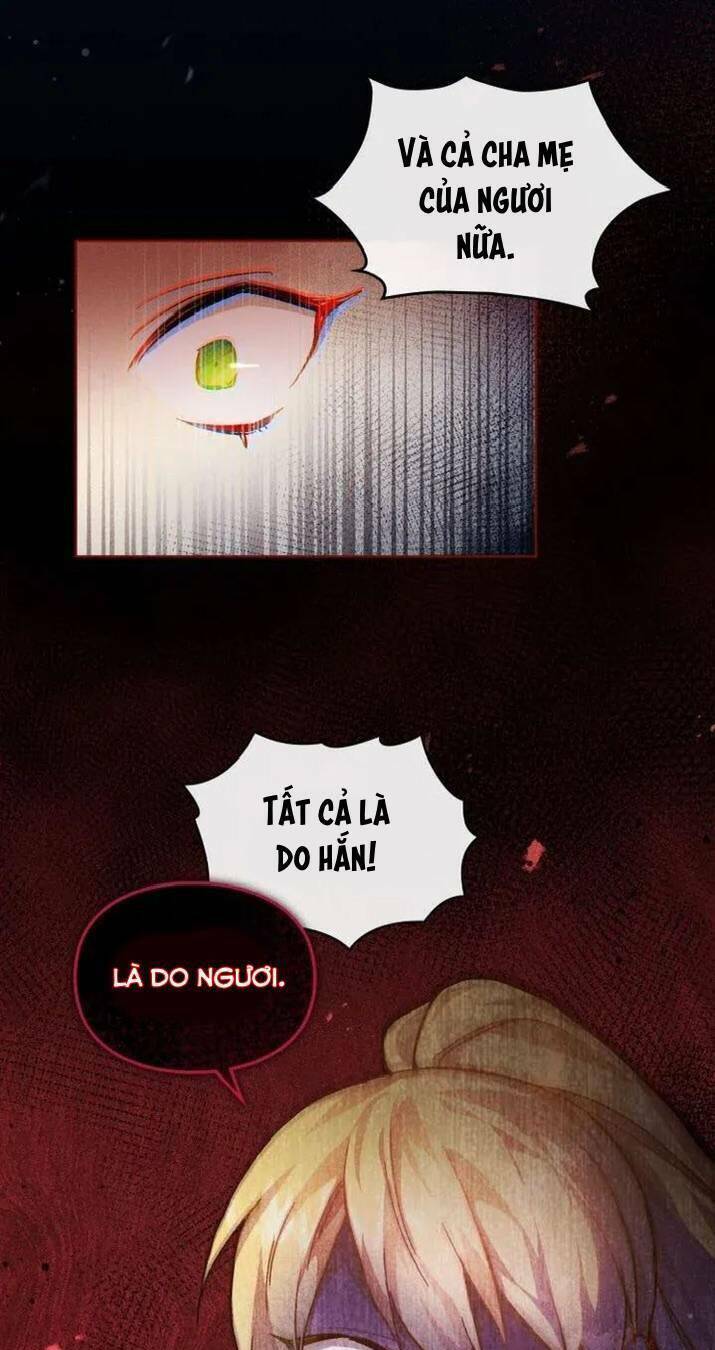 VÀ CẢ CHA MẸ
CỦA NGƯƠI
NỮA.
TẤT CẢ LÀ
DO HẮN!
LÀ DO NGƯƠI.